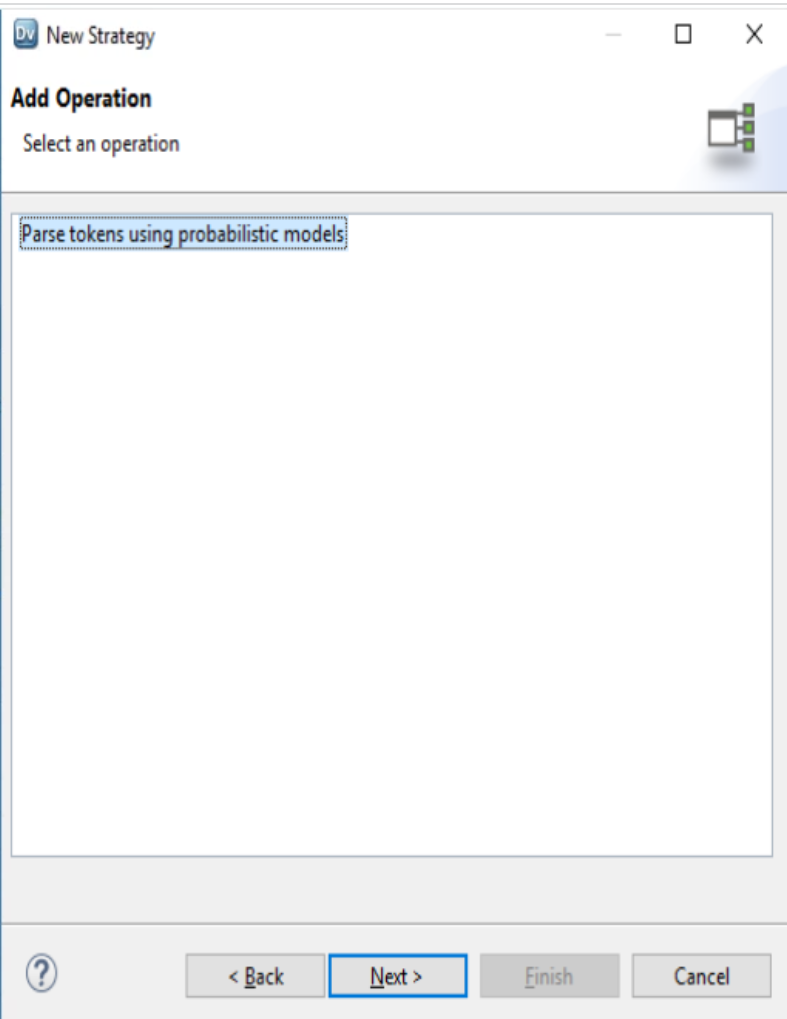 Dv New Strategy
Add Operation
Select an operation
Parse tokens using probabilistic models
?
< Back Next > Finish Cancel